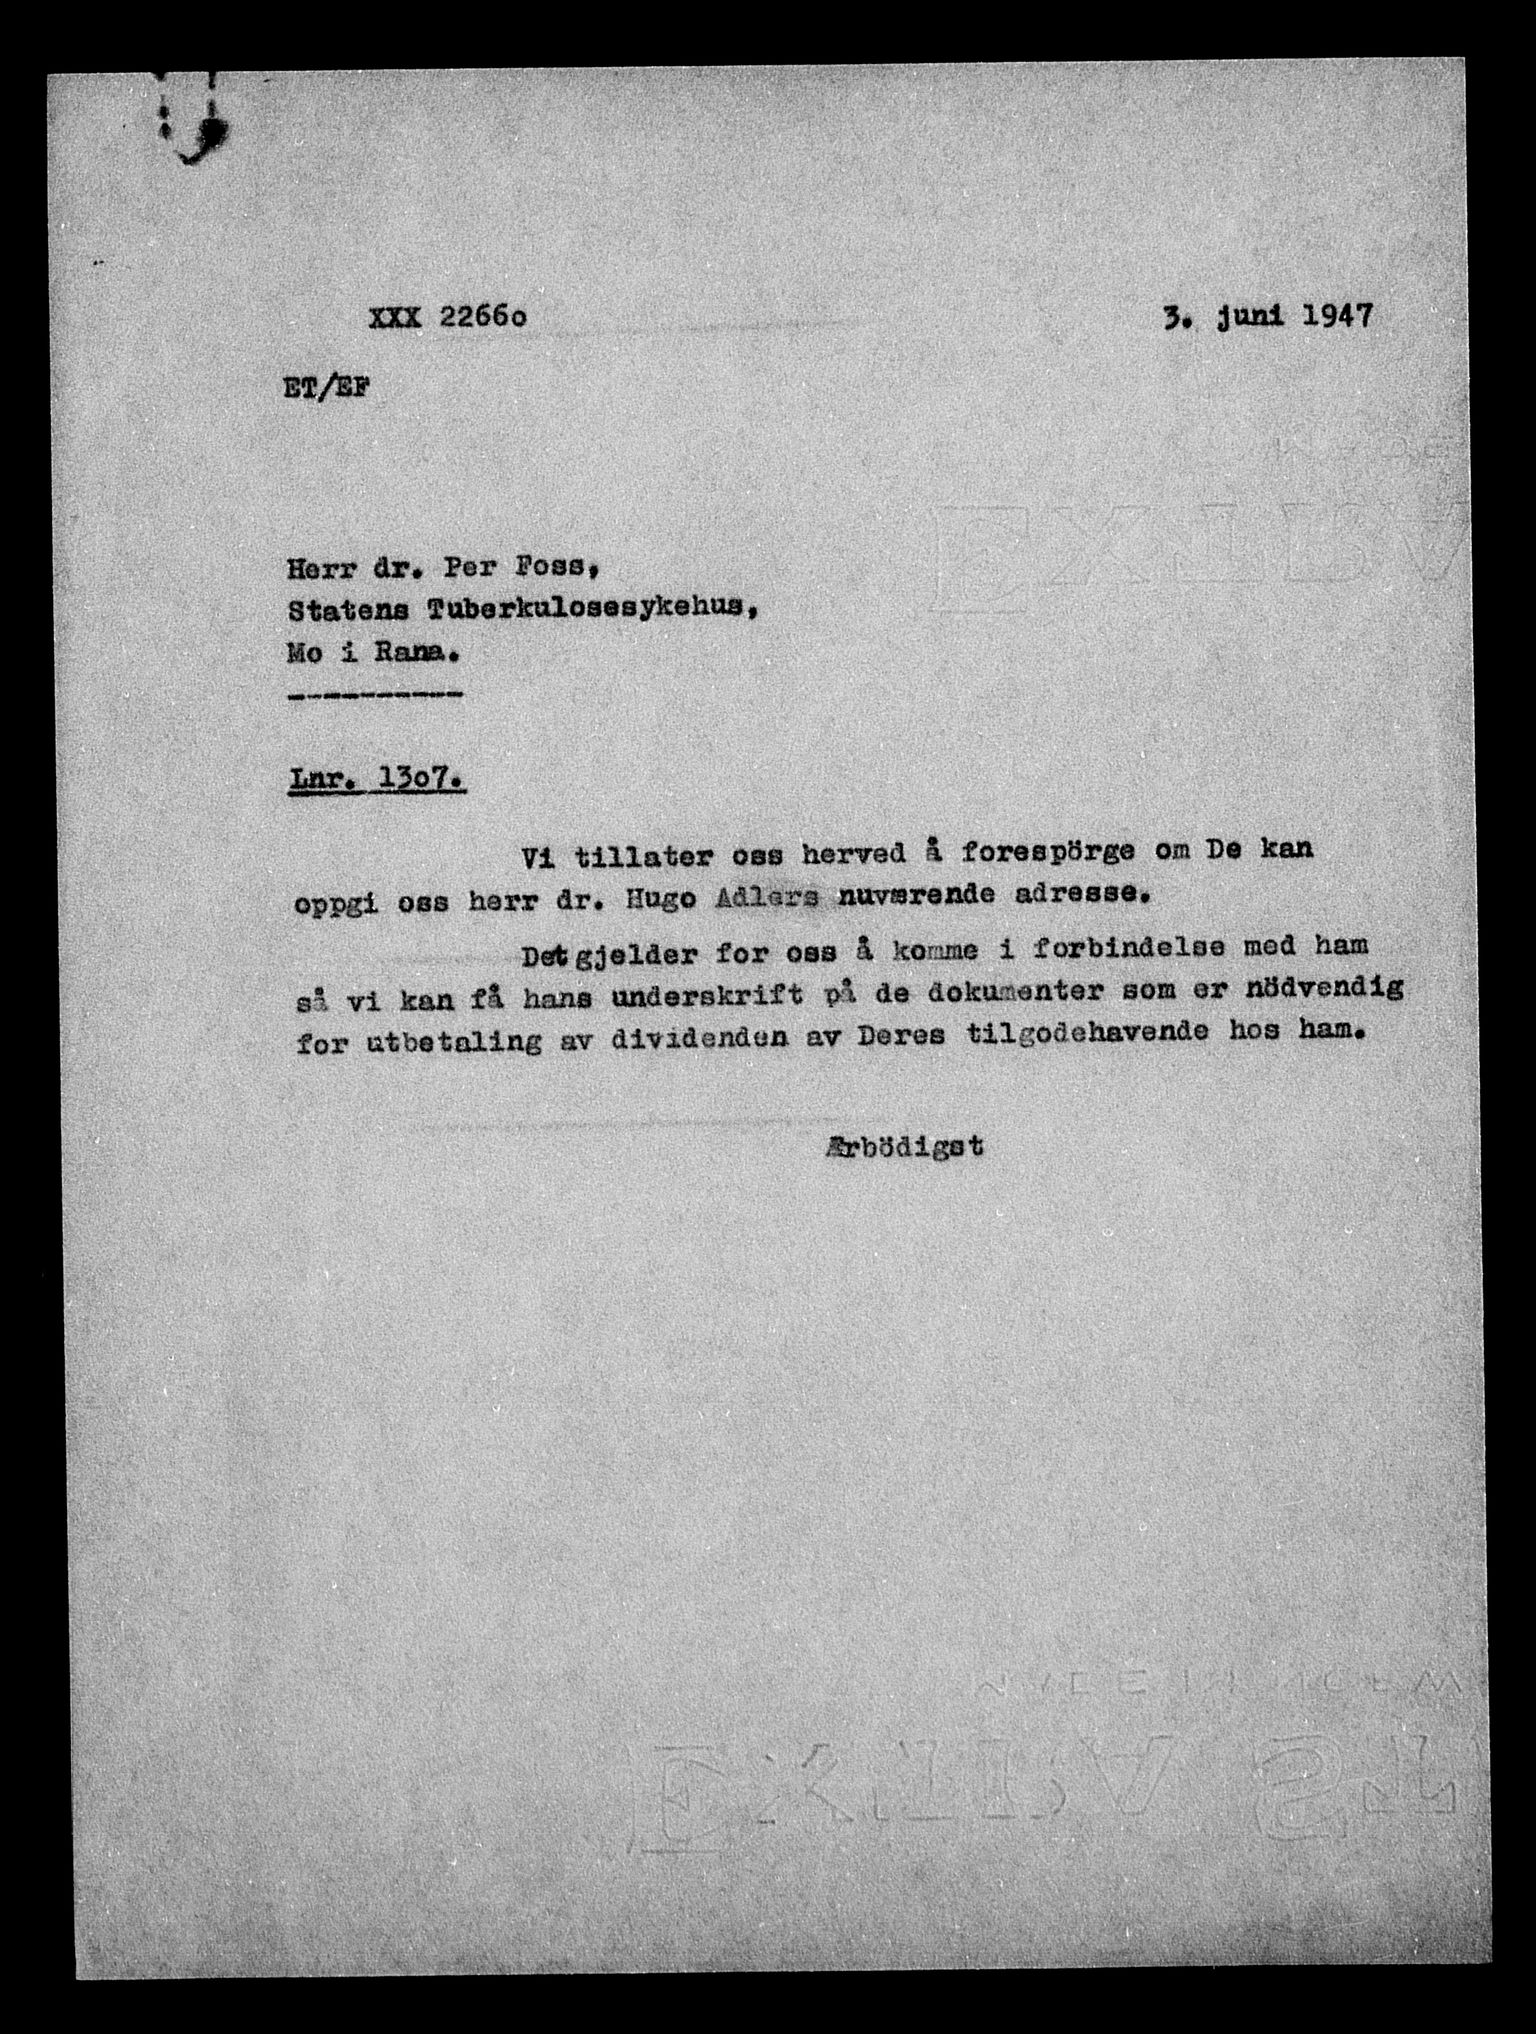 XXX 2266o 3. juni 1947
ET/EF
Herr dr. Per Foss,
Statens Tuberkulosesykehus,
Mo i Rana.
----------
Lnr. 13o7.
Vi tillater oss herved å forespörge om De kan
oppgi oss herr dr. Hugo Adlers nuværende adresse.
Det gjelder for oss å komme i forbindelse med ham
så vi kan få hans underskrift på de dokumenter som er nödvendig
for utbetaling av dividenden av Deres tilgodehavende hos ham.
Ærbödigst